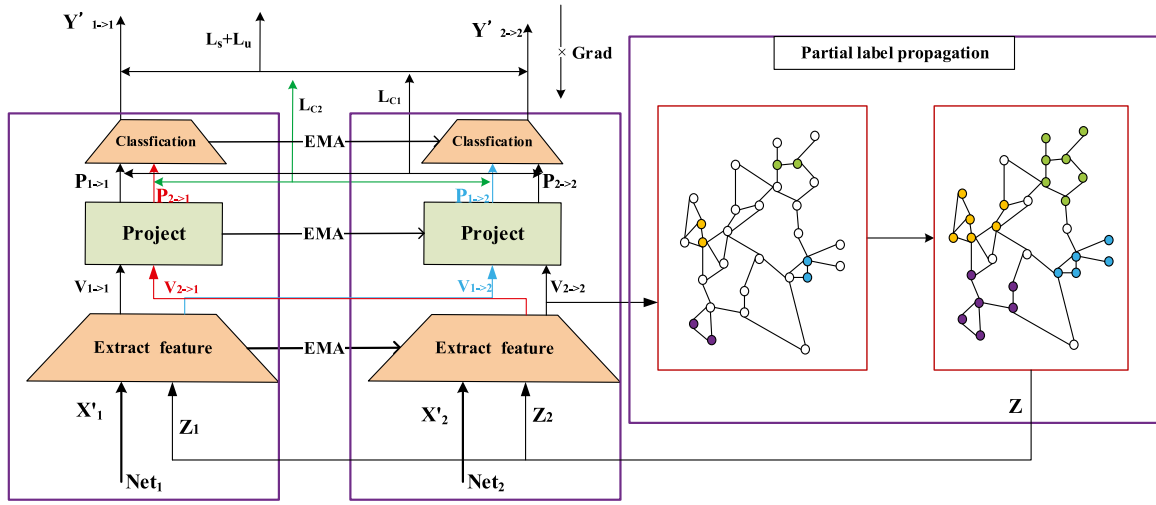 Y' 1->1
Ls+Lu
Y' 2->2
Grad
Partial label propagation
LC2
LC1
Classfication
EMA
Classfication
P1->1
P2->1
P1->2
P2->2
Project
EMA
Project
V1->1
V2->1
V1->2
V2->2
Extract feature
EMA
Extract feature
X'1
Z1
X'2
Z2
Z
Net1
Net2